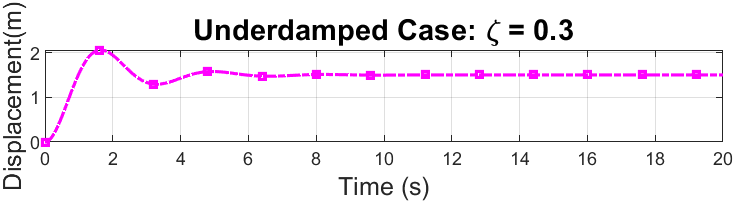 Underdamped Case: ζ = 0.3
Displacement(m)
2
1
0
0 2 4 6 8 10 12 14 16 18 20
Time (s)